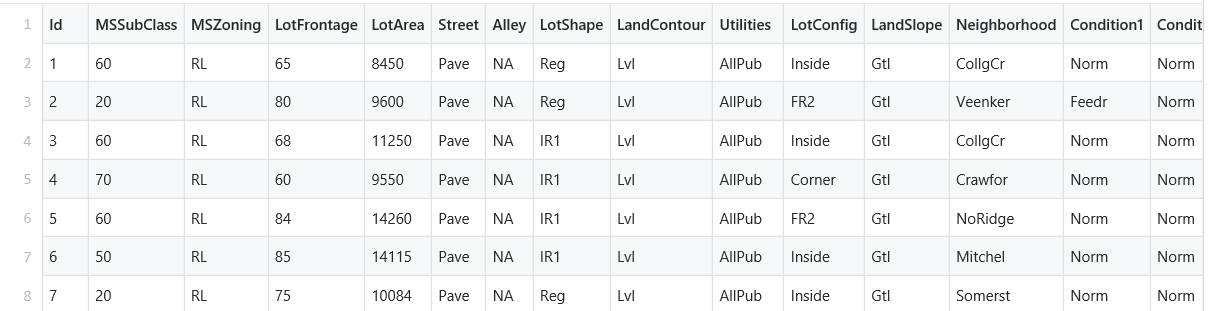 1 Id MSSubClass MSZoning LotFrontage LotArea Street Alley LotShape LandContour Utilities LotConfig LandSlope Neighborhood Condition1 Condit
2 1 60 RL 65 8450 Pave NA Reg Lvl AllPub Inside Gtl CollgCr Norm Norm
3 2 20 RL 80 9600 Pave NA Reg Lvl AllPub FR2 Gtl Veenker Feedr Norm
4 3 60 RL 68 11250 Pave NA IR1 Lvl AllPub Inside Gtl CollgCr Norm Norm
5 4 70 RL 60 9550 Pave NA IR1 Lvl AllPub Corner Gtl Crawfor Norm Norm
6 5 60 RL 84 14260 Pave NA IR1 Lvl AllPub FR2 Gtl NoRidge Norm Norm
7 6 50 RL 85 14115 Pave NA IR1 Lvl AllPub Inside Gtl Mitchel Norm Norm
8 7 20 RL 75 10084 Pave NA Reg Lvl AllPub Inside Gtl Somerst Norm Norm